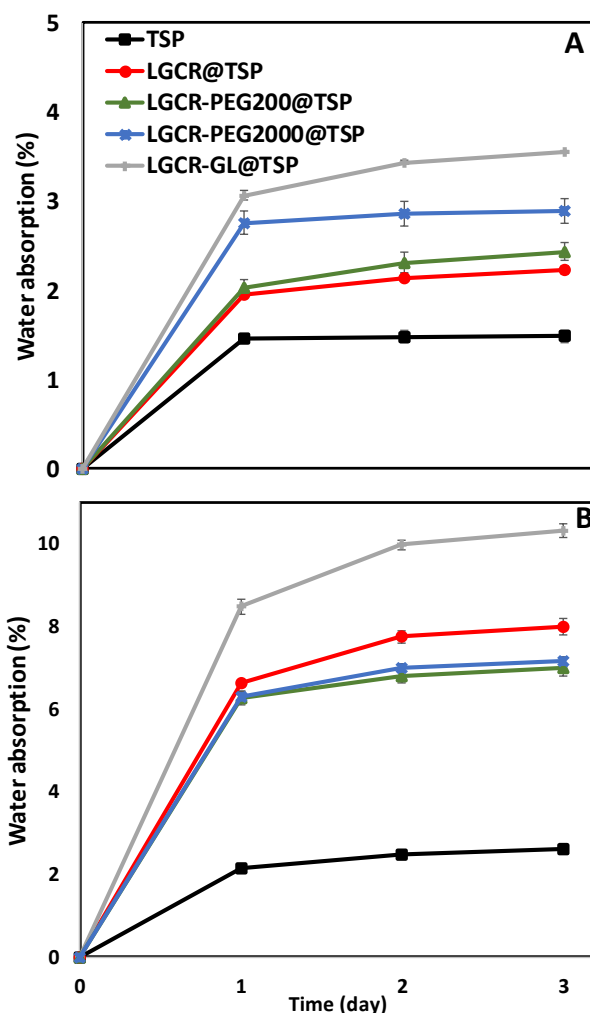 5
A
TSP
LGCR@TSP
LGCR-PEG200@TSP
LGCR-PEG2000@TSP
LGCR-GL@TSP
4
3
2
1
0
Water absorption (%)
B
10
8
6
4
2
0
Water absorption (%)
0 1 2 3
Time (day)